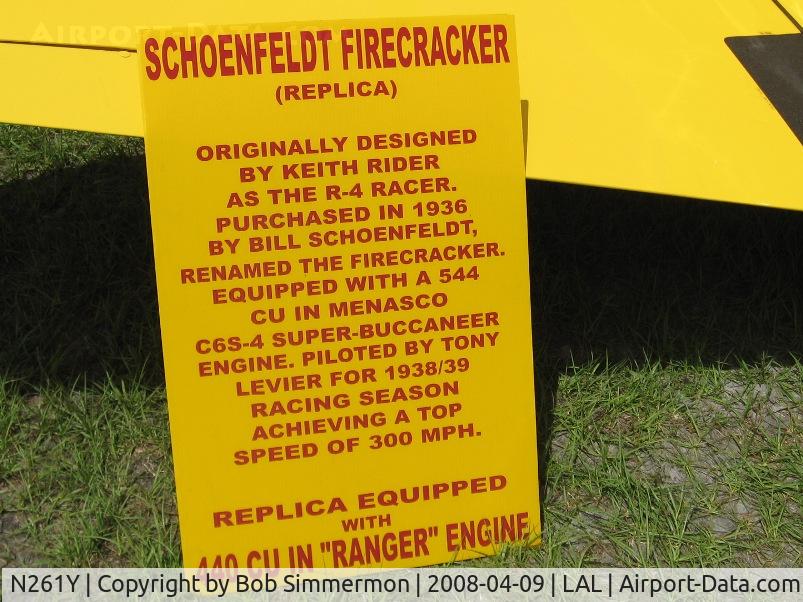 Airport-Data.com
SCHOENFELDT FIRECRACKER
(REPLICA)
ORIGINALLY DESIGNED
BY KEITH RIDER
AS THE R-4 RACER.
PURCHASED IN 1936
BY BILL SCHOENFELDT,
RENAMED THE FIRECRACKER.
EQUIPPED WITH A 544
CU IN MENASCO
C6S-4 SUPER-BUCCANEER
ENGINE. PILOTED BY TONY
LEVIER FOR 1938/39
RACING SEASON
ACHIEVING A TOP
SPEED OF 300 MPH.
REPLICA EQUIPPED
WITH
440 CU IN "RANGER" ENGINE
N261Y | Copyright by Bob Simmermon | 2008-04-09 | LAL | Airport-Data.com